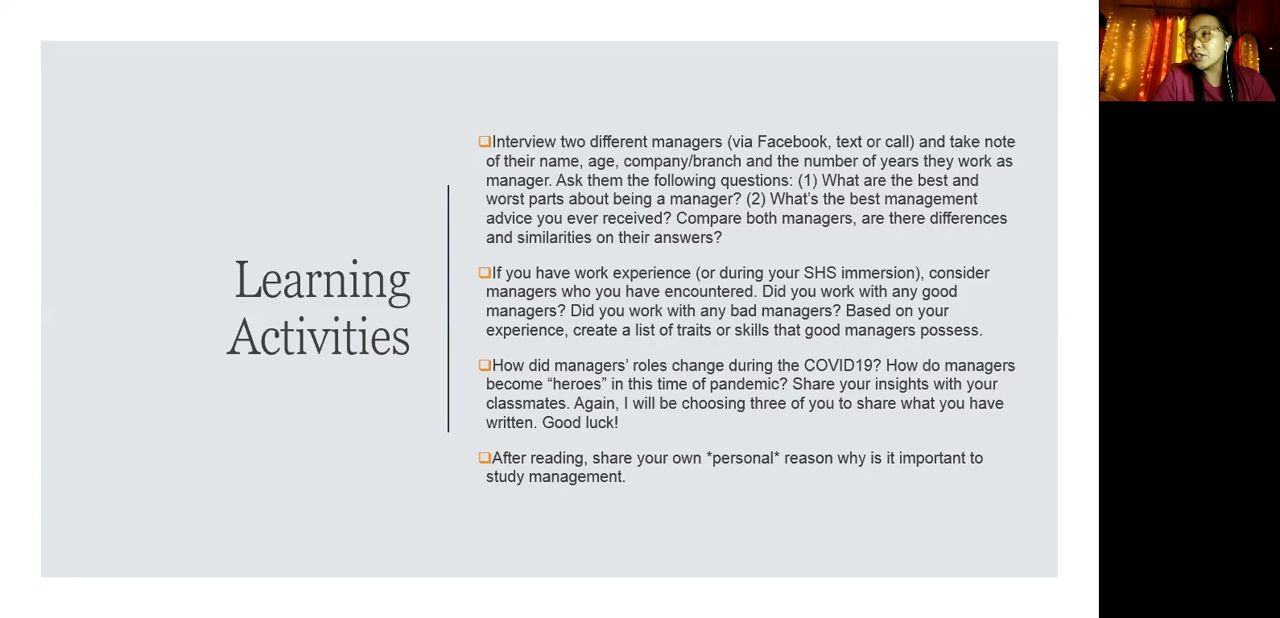 Learning
Activities
❑Interview two different managers (via Facebook, text or call) and take note
of their name, age, company/branch and the number of years they work as
manager. Ask them the following questions: (1) What are the best and
worst parts about being a manager? (2) What’s the best management
advice you ever received? Compare both managers, are there differences
and similarities on their answers?
❑If you have work experience (or during your SHS immersion), consider
managers who you have encountered. Did you work with any good
managers? Did you work with any bad managers? Based on your
experience, create a list of traits or skills that good managers possess.
❑How did managers’ roles change during the COVID19? How do managers
become “heroes” in this time of pandemic? Share your insights with your
classmates. Again, I will be choosing three of you to share what you have
written. Good luck!
❑After reading, share your own *personal* reason why is it important to
study management.